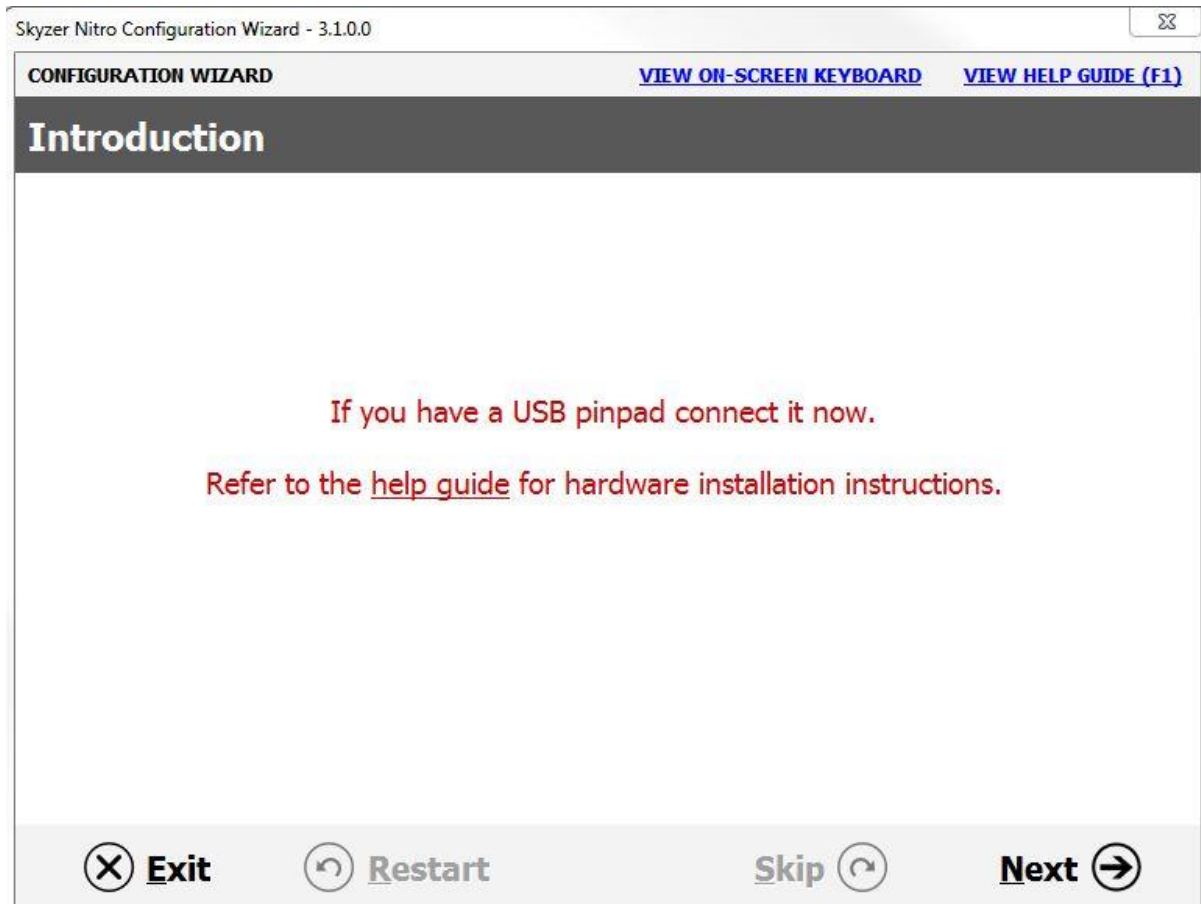 Skyzer Nitro Configuration Wizard - 3.1.0.0
CONFIGURATION WIZARD VIEW ON-SCREEN KEYBOARD VIEW HELP GUIDE (F1)
Introduction
If you have a USB pinpad connect it now.
Refer to the help guide for hardware installation instructions.
Exit Restart Skip Next